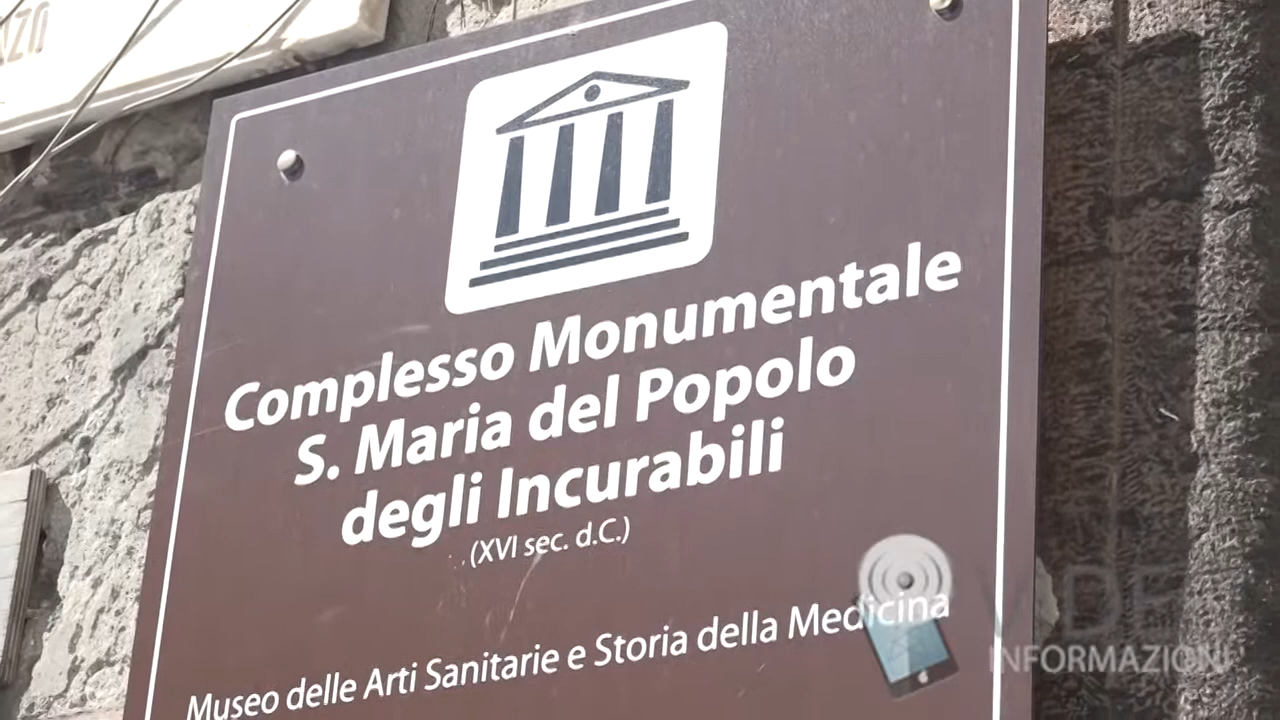 Complesso Monumentale
S. Maria del Popolo
degli Incurabili
(XVI sec. d.C.)
Museo delle Arti Sanitarie e Storia della Medicina
INFORMAZIONI